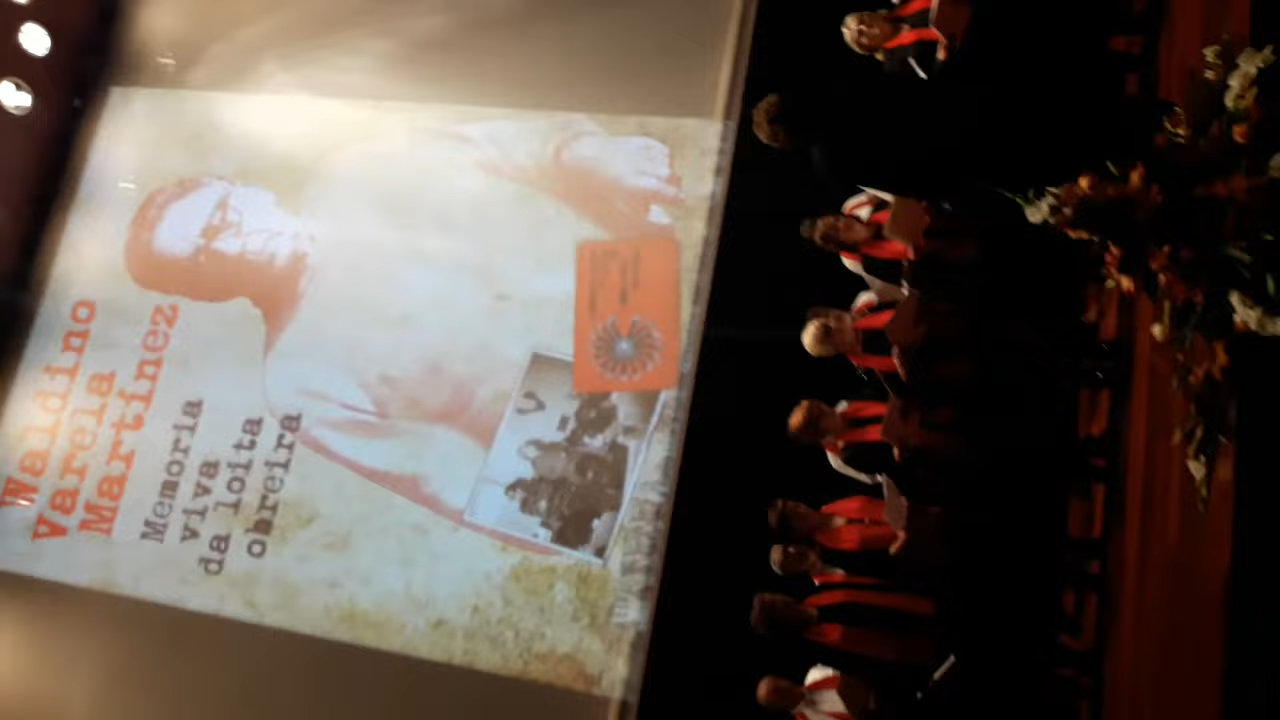 Waldino
Varela
Martínez
Memoria
viva
da loita
obreira